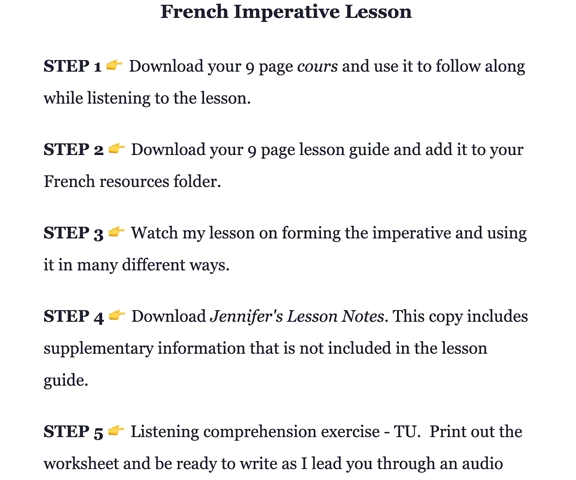 French Imperative Lesson
STEP 1 👉 Download your 9 page cours and use it to follow along
while listening to the lesson.
STEP 2 👉 Download your 9 page lesson guide and add it to your
French resources folder.
STEP 3 👉 Watch my lesson on forming the imperative and using
it in many different ways.
STEP 4 👉 Download Jennifer's Lesson Notes. This copy includes
supplementary information that is not included in the lesson
guide.
STEP 5 👉 Listening comprehension exercise - TU.  Print out the
worksheet and be ready to write as I lead you through an audio